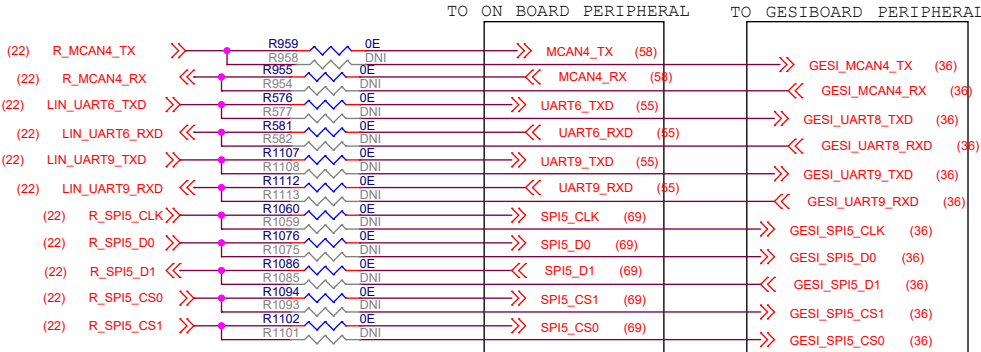 TO ON BOARD PERIPHERAL TO GESIBOARD PERIPHERAL
(22) R_MCAN4_TX R959 0E MCAN4_TX (58)
R958 DNI GESI_MCAN4_TX (36)
(22) R_MCAN4_RX R955 0E MCAN4_RX (58)
R954 DNI GESI_MCAN4_RX (36)
(22) LIN_UART6_TXD R576 0E UART6_TXD (55)
R577 DNI GESI_UART8_TXD (36)
(22) LIN_UART6_RXD R581 0E UART6_RXD (55)
R582 DNI GESI_UART8_RXD (36)
(22) LIN_UART9_TXD R1107 0E UART9_TXD (55)
R1108 DNI GESI_UART9_TXD (36)
(22) LIN_UART9_RXD R1112 0E UART9_RXD (55)
R1113 DNI GESI_UART9_RXD (36)
(22) R_SPI5_CLK R1060 0E SPI5_CLK (69)
R1059 DNI GESI_SPI5_CLK (36)
(22) R_SPI5_D0 R1076 0E SPI5_D0 (69)
R1075 DNI GESI_SPI5_D0 (36)
(22) R_SPI5_D1 R1086 0E SPI5_D1 (69)
R1085 DNI GESI_SPI5_D1 (36)
(22) R_SPI5_CS0 R1094 0E SPI5_CS1 (69)
R1093 DNI GESI_SPI5_CS1 (36)
(22) R_SPI5_CS1 R1102 0E SPI5_CS0 (69)
R1101 DNI GESI_SPI5_CS0 (36)